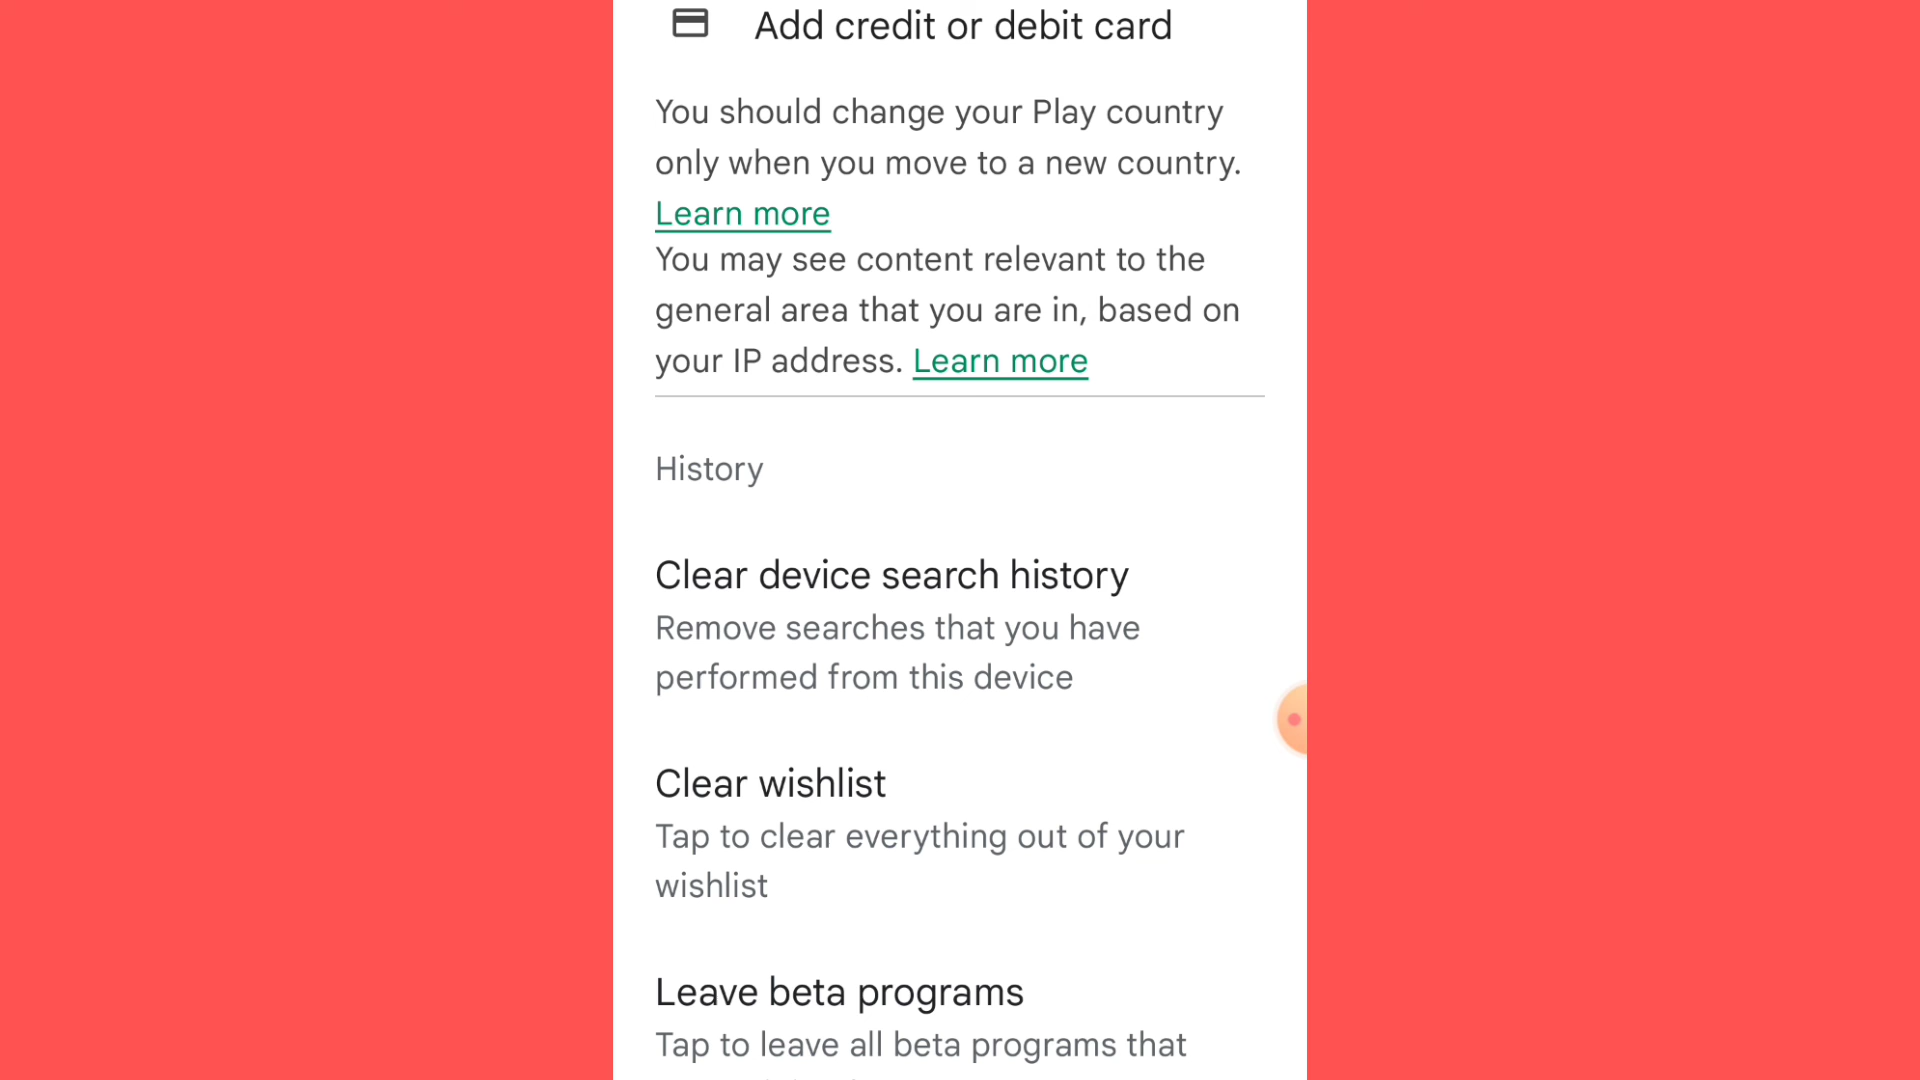 Add credit or debit card
You should change your Play country
only when you move to a new country.
Learn more
You may see content relevant to the
general area that you are in, based on
your IP address. Learn more
History
Clear device search history
Remove searches that you have
performed from this device
Clear wishlist
Tap to clear everything out of your
wishlist
Leave beta programs
Tap to leave all beta programs that